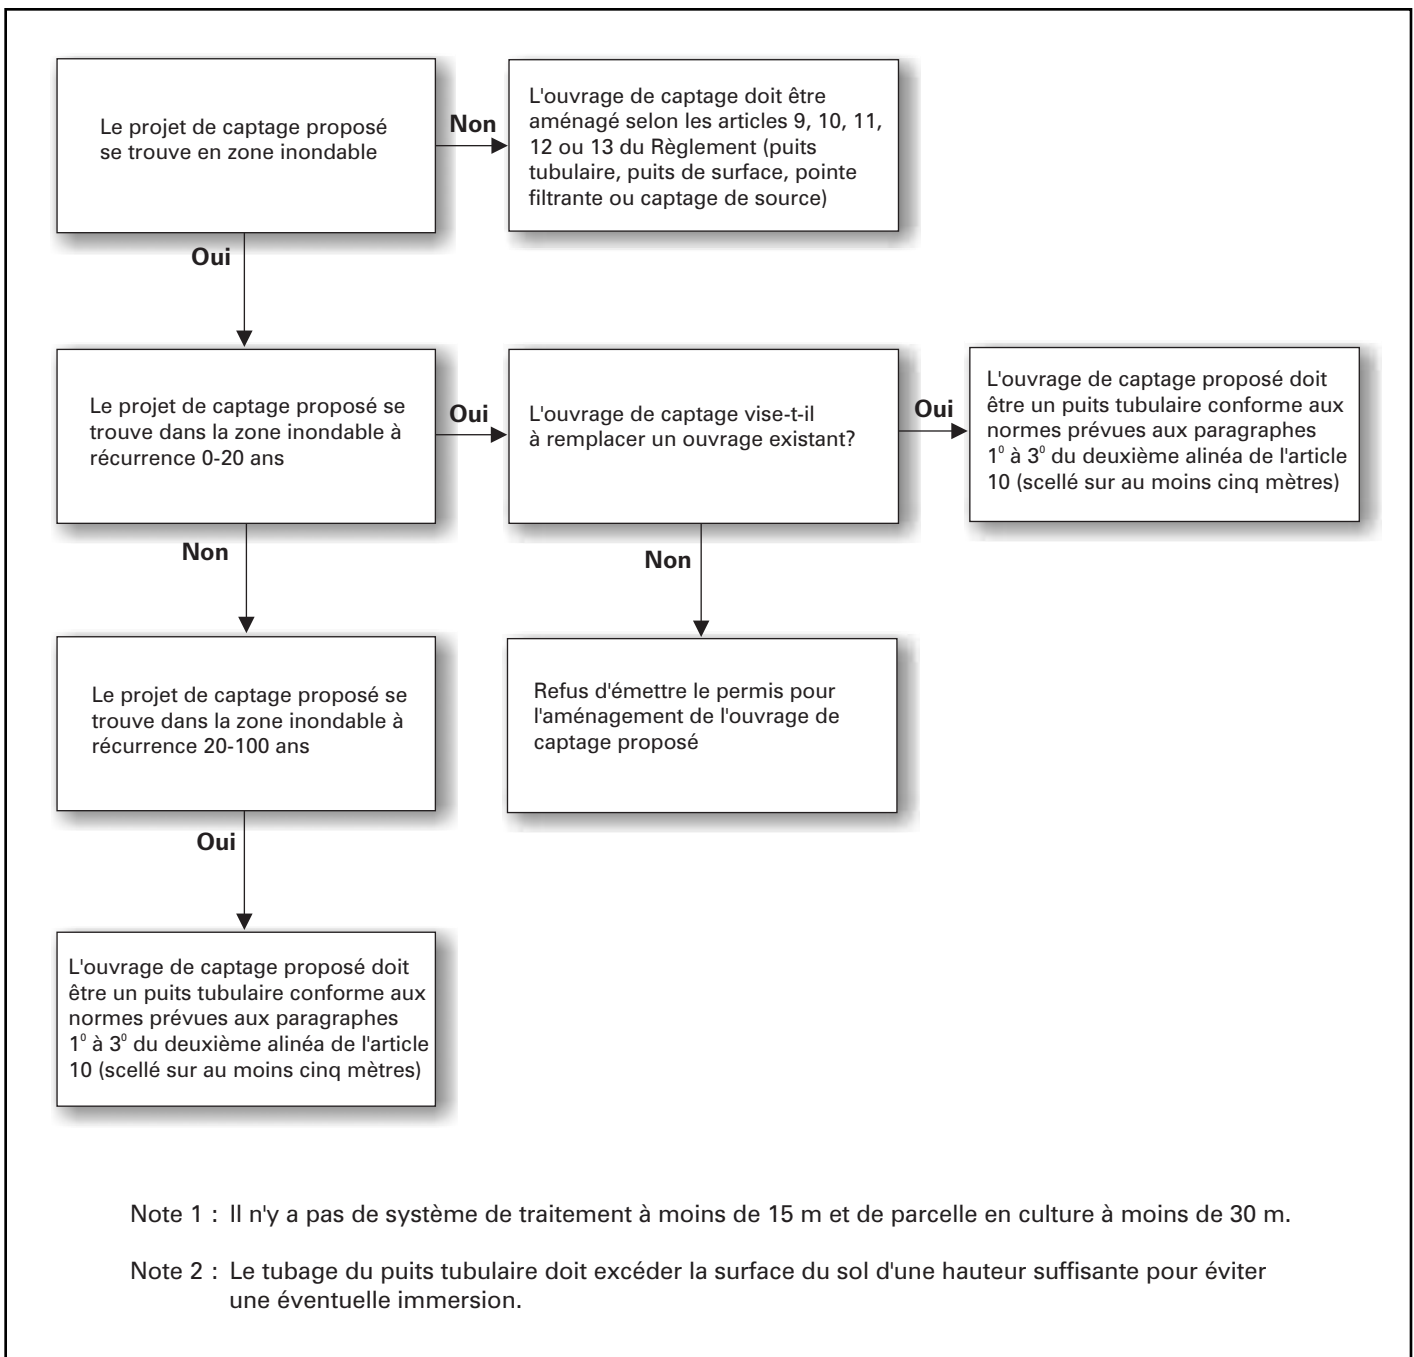 Le projet de captage proposé
se trouve en zone inondable
Non
L'ouvrage de captage doit être
aménagé selon les articles 9, 10, 11,
12 ou 13 du Règlement (puits
tubulaire, puits de surface, pointe
filtrante ou captage de source)
Oui
Le projet de captage proposé se
trouve dans la zone inondable à
récurrence 0-20 ans
Oui
L'ouvrage de captage vise-t-il
à remplacer un ouvrage existant?
Oui
L'ouvrage de captage proposé doit
être un puits tubulaire conforme aux
normes prévues aux paragraphes
1⁰ à 3⁰ du deuxième alinéa de l'article
10 (scellé sur au moins cinq mètres)
Non
Non
Le projet de captage proposé se
trouve dans la zone inondable à
récurrence 20-100 ans
Refus d'émettre le permis pour
l'aménagement de l'ouvrage de
captage proposé
Oui
L'ouvrage de captage proposé doit
être un puits tubulaire conforme aux
normes prévues aux paragraphes
1⁰ à 3⁰ du deuxième alinéa de l'article
10 (scellé sur au moins cinq mètres)
Note 1 : Il n'y a pas de système de traitement à moins de 15 m et de parcelle en culture à moins de 30 m.
Note 2 : Le tubage du puits tubulaire doit excéder la surface du sol d'une hauteur suffisante pour éviter
une éventuelle immersion.